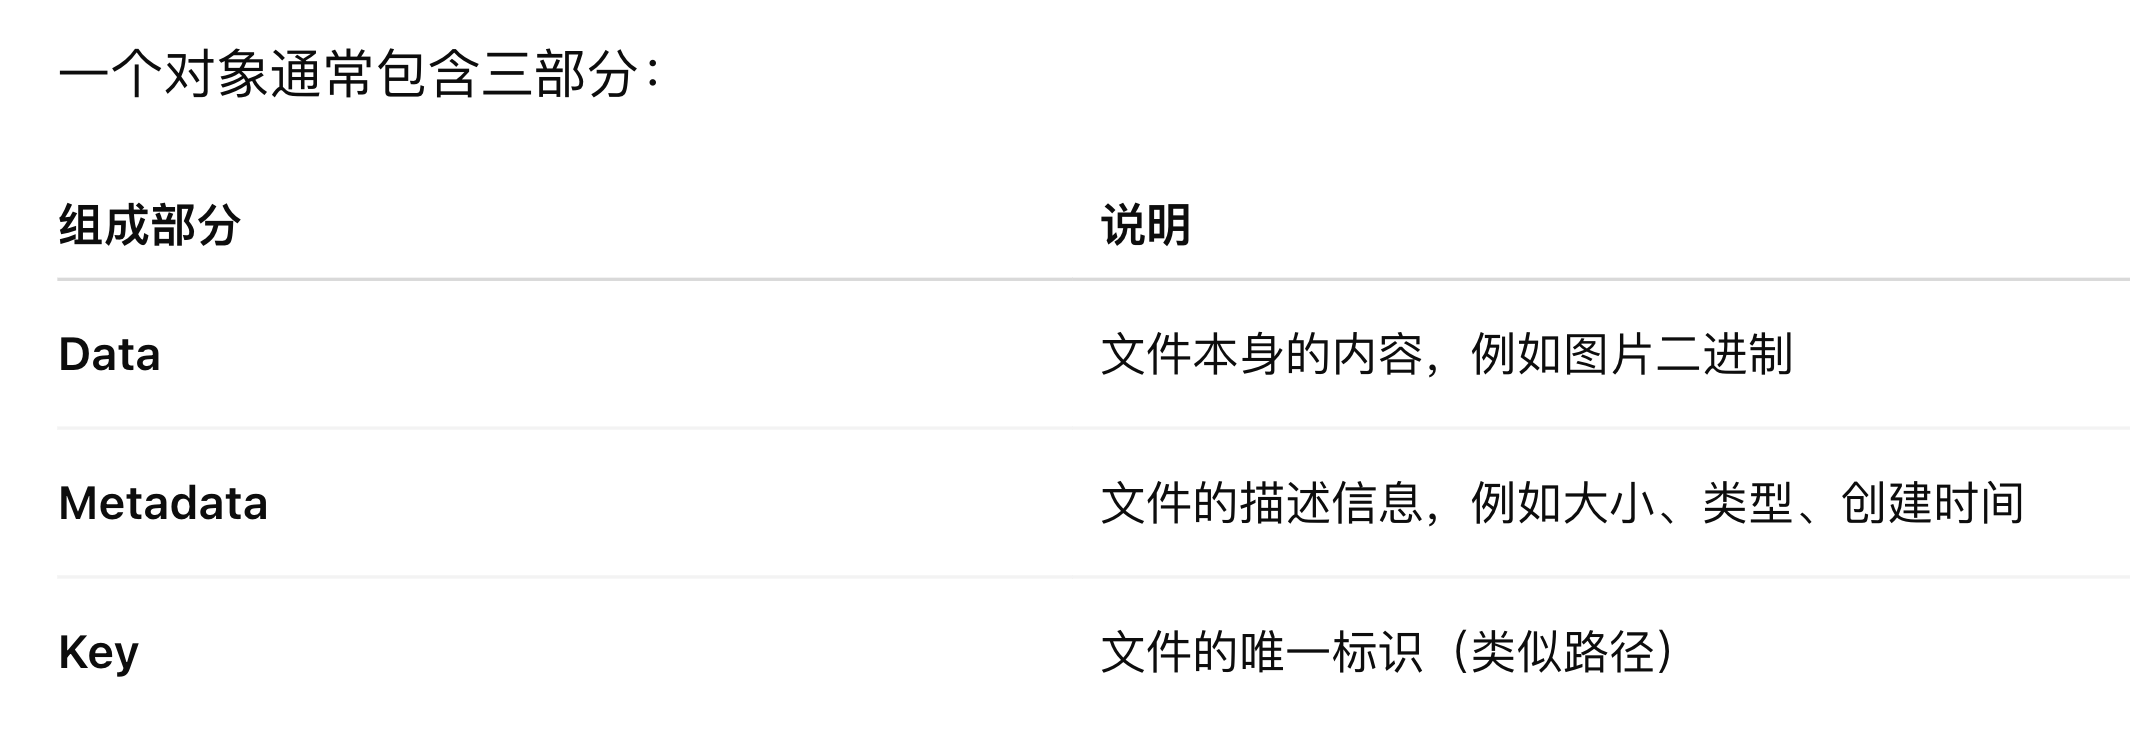 一个对象通常包含三部分：
组成部分 说明
Data 文件本身的内容，例如图片二进制
Metadata 文件的描述信息，例如大小、类型、创建时间
Key 文件的唯一标识（类似路径）